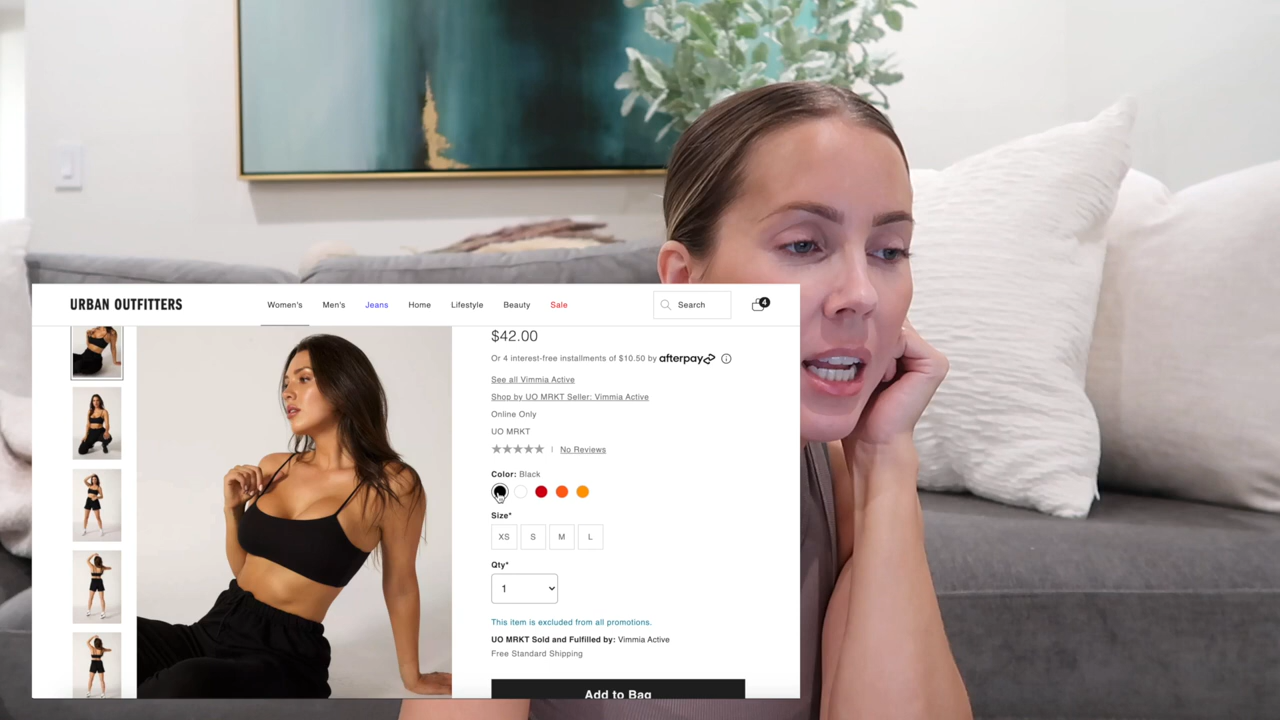 URBAN OUTFITTERS
Women's Men's Jeans Home Lifestyle Beauty Sale Search 4
$42.00
Or 4 interest-free installments of $10.50 by afterpay
See all Vimmia Active
Shop by UO MRKT Seller: Vimmia Active
Online Only
UO MRKT
★★★★★ | No Reviews
Color: Black
Size*
XS S M L
Qty*
1
This item is excluded from all promotions.
UO MRKT Sold and Fulfilled by: Vimmia Active
Free Standard Shipping
Add to Bag